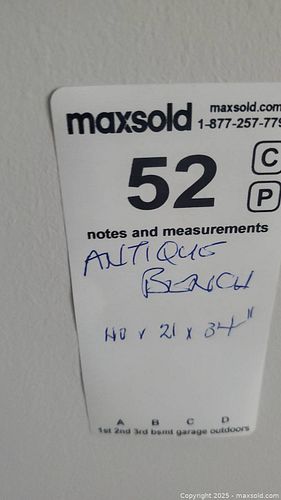 maxsold
maxsold.com
1-877-257-779
52
C
P
notes and measurements
ANTIQUE
BENCH
40 x 21 x 34"
A B C D
1st 2nd 3rd bsmt garage outdoors
Copyright 2025 - maxsold.com